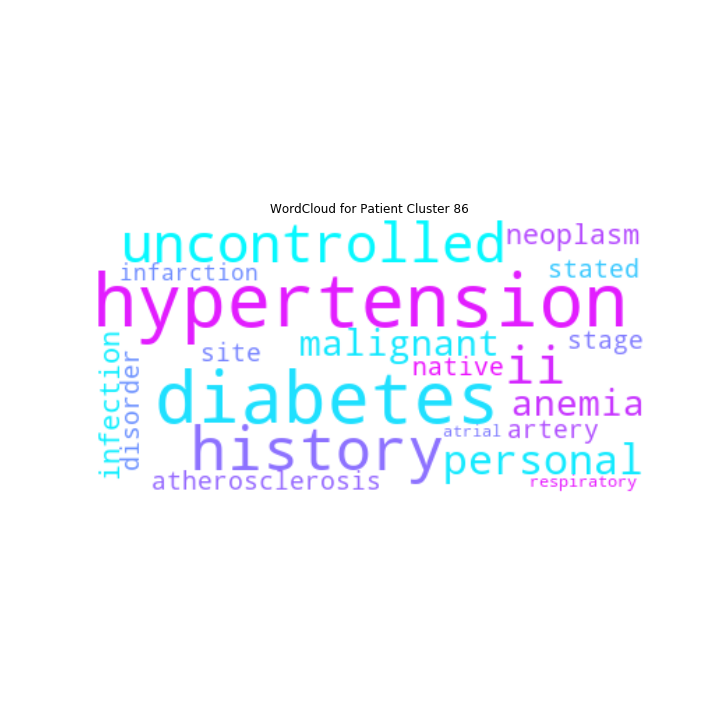 WordCloud for Patient Cluster 86
uncontrolled
neoplasm
infarction
stated
hypertension
infection
disorder
site
malignant
stage
native
ii
diabetes
anemia
history
atrial
artery
personal
atherosclerosis
respiratory